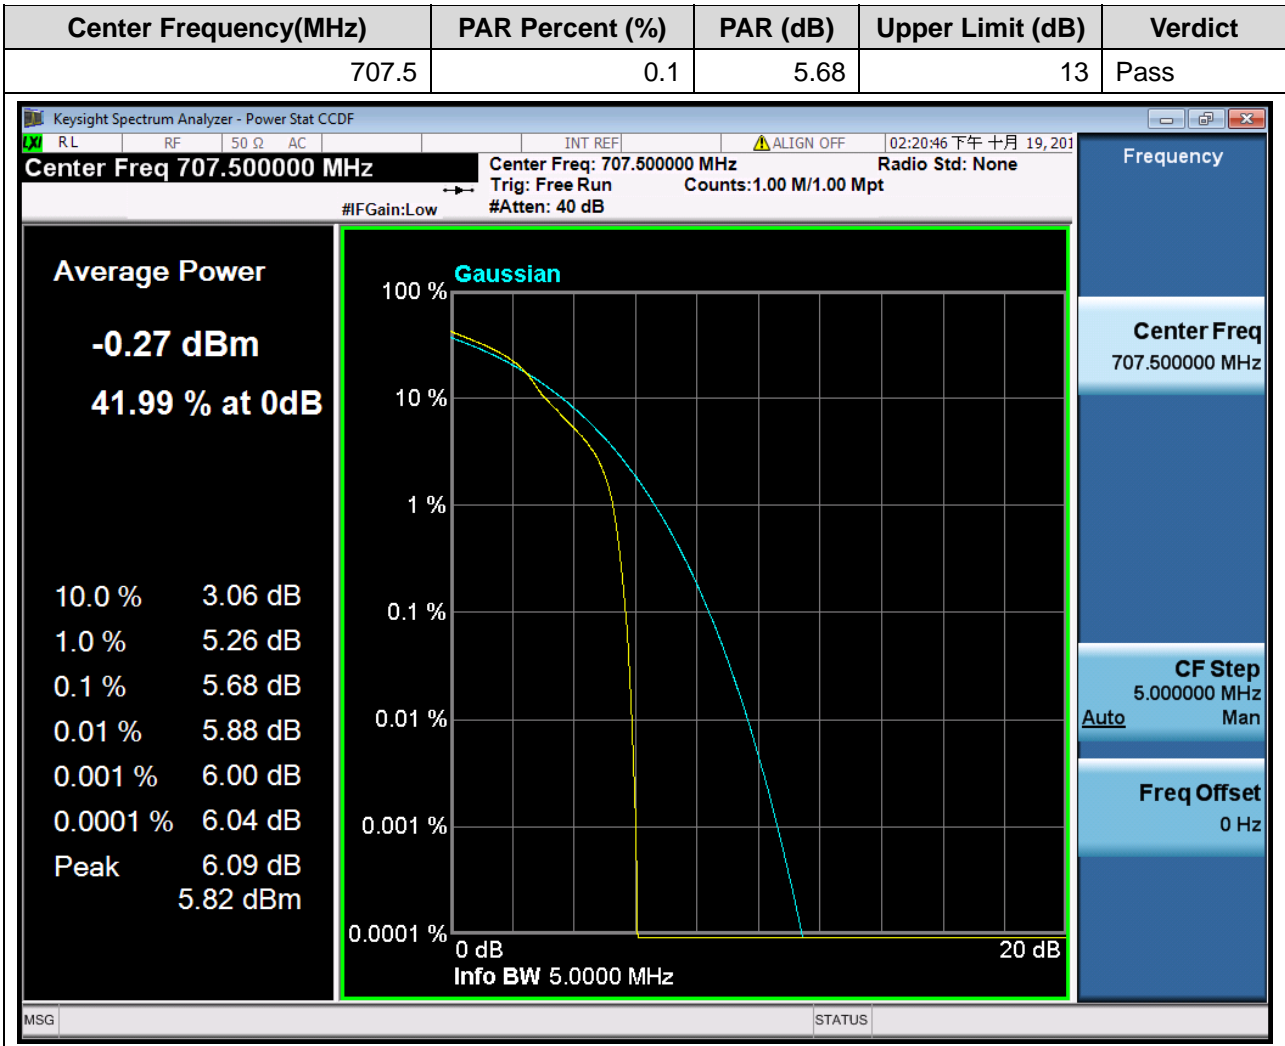 Center Frequency(MHz) PAR Percent (%) PAR (dB) Upper Limit (dB) Verdict
707.5 0.1 5.68 13 Pass
Keysight Spectrum Analyzer - Power Stat CCDF
LXI RL RF 50 Ω AC INT REF ALIGN OFF 02:20:46 下午 十月 19, 201
Center Freq 707.500000 MHz
#IFGain:Low
Center Freq: 707.500000 MHz Radio Std: None
Trig: Free Run Counts:1.00 M/1.00 Mpt
#Atten: 40 dB
Average Power
-0.27 dBm
41.99 % at 0dB
10.0 % 3.06 dB
1.0 % 5.26 dB
0.1 % 5.68 dB
0.01 % 5.88 dB
0.001 % 6.00 dB
0.0001 % 6.04 dB
Peak 6.09 dB
5.82 dBm
Gaussian
100 %
10 %
1 %
0.1 %
0.01 %
0.001 %
0.0001 %
0 dB 20 dB
Info BW 5.0000 MHz
Frequency
Center Freq
707.500000 MHz
CF Step
5.000000 MHz
Auto Man
Freq Offset
0 Hz
MSG STATUS